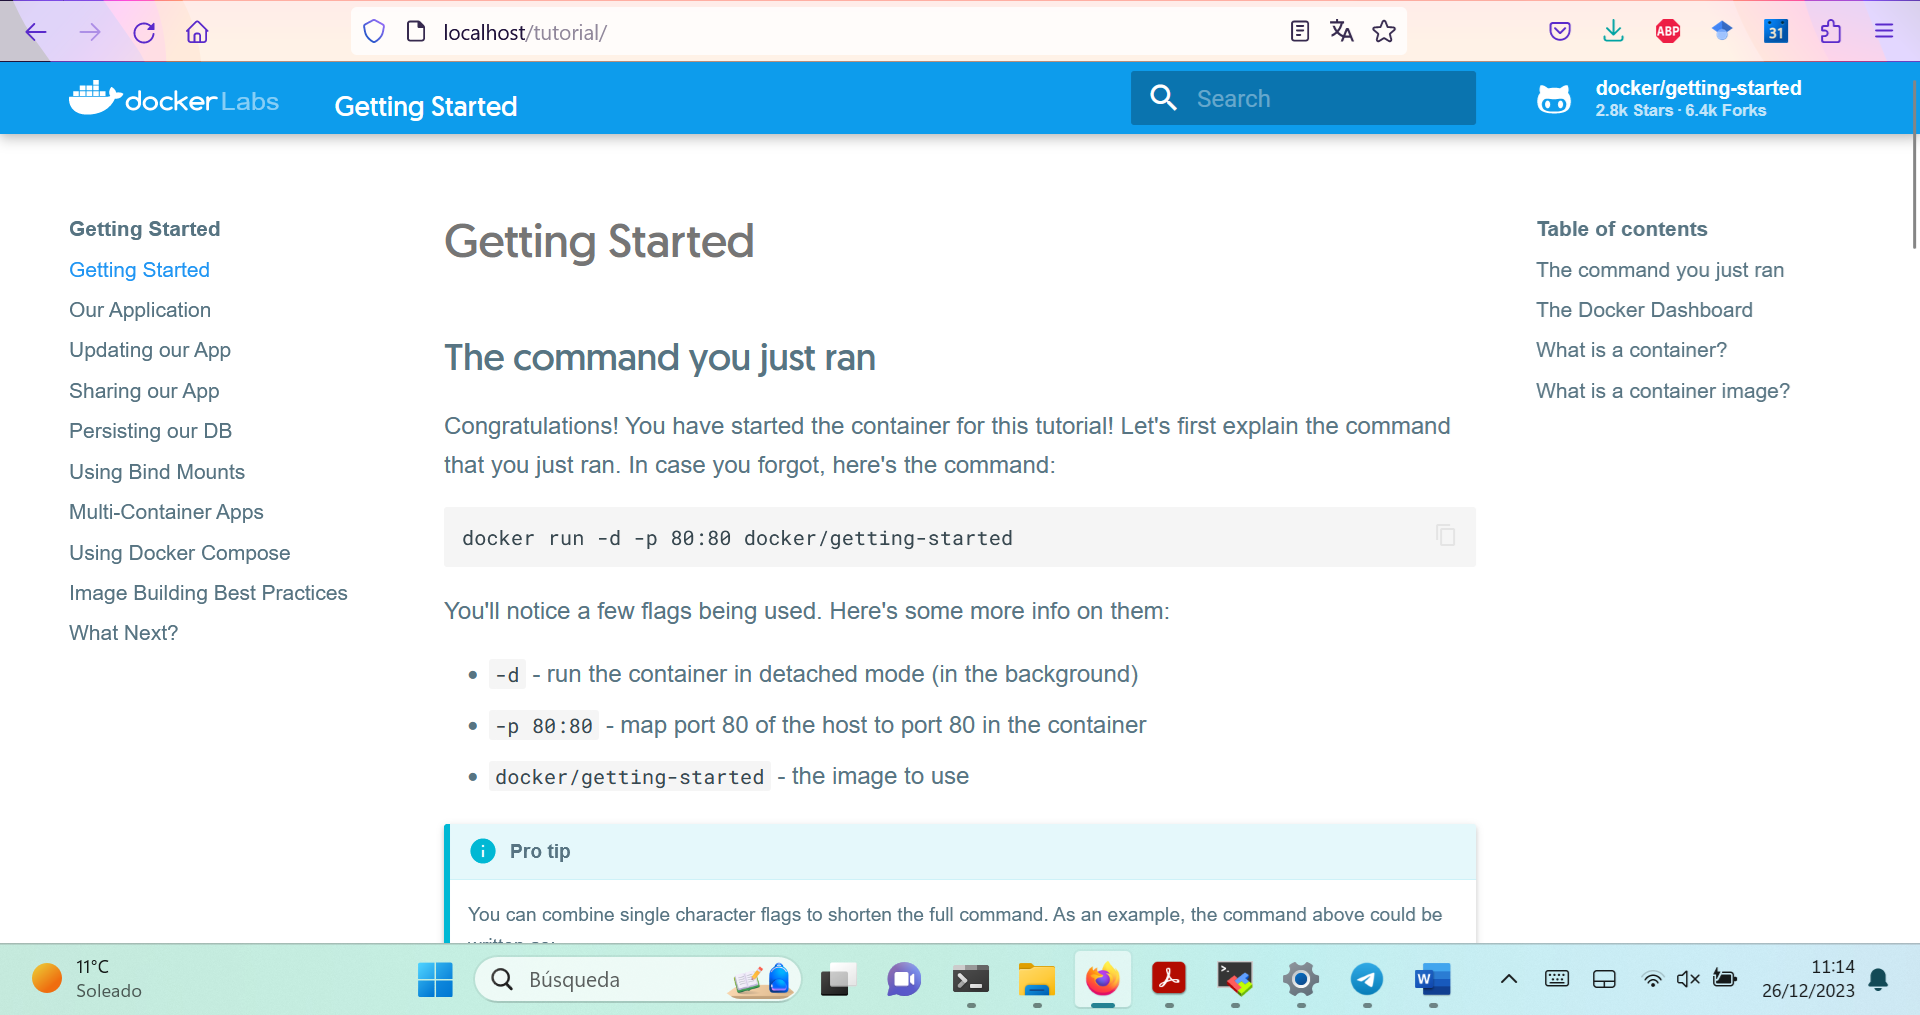 localhost/tutorial/
ABP
31
docker Labs
Getting Started
Search
docker/getting-started
2.8k Stars · 6.4k Forks
Getting Started
Getting Started
Our Application
Updating our App
Sharing our App
Persisting our DB
Using Bind Mounts
Multi-Container Apps
Using Docker Compose
Image Building Best Practices
What Next?
Getting Started
The command you just ran
Congratulations! You have started the container for this tutorial! Let's first explain the command
that you just ran. In case you forgot, here's the command:
docker run -d -p 80:80 docker/getting-started
You'll notice a few flags being used. Here's some more info on them:
• -d - run the container in detached mode (in the background)
• -p 80:80 - map port 80 of the host to port 80 in the container
• docker/getting-started - the image to use
Pro tip
You can combine single character flags to shorten the full command. As an example, the command above could be
Table of contents
The command you just ran
The Docker Dashboard
What is a container?
What is a container image?
11°C
Soleado
Búsqueda
W
11:14
26/12/2023